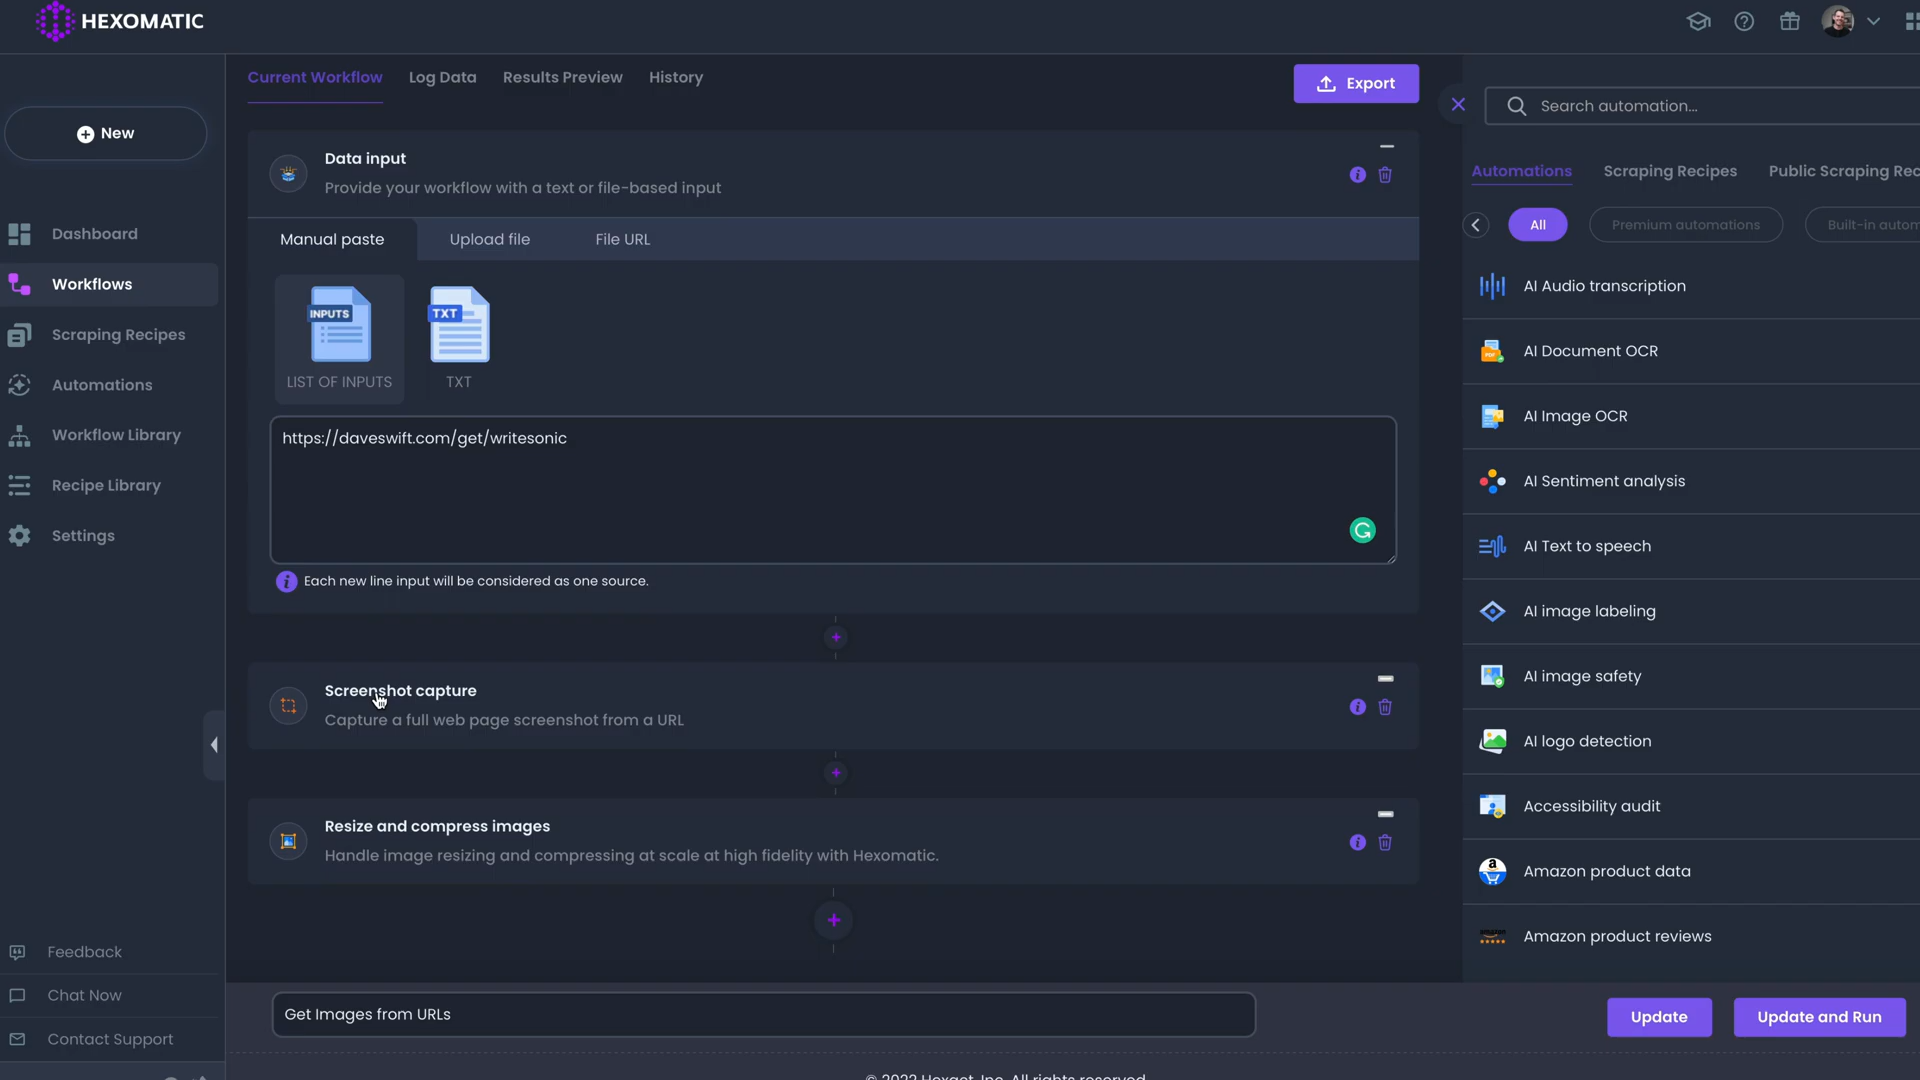 HEXOMATIC
New
Dashboard
Workflows
Scraping Recipes
Automations
Workflow Library
Recipe Library
Settings
Feedback
Chat Now
Contact Support
Current Workflow
Log Data
Results Preview
History
Export
Data input
Provide your workflow with a text or file-based input
Manual paste
Upload file
File URL
INPUTS
LIST OF INPUTS
TXT
TXT
https://daveswift.com/get/writesonic
Each new line input will be considered as one source.
Screenshot capture
Capture a full web page screenshot from a URL
Resize and compress images
Handle image resizing and compressing at scale at high fidelity with Hexomatic.
Get Images from URLs
Update
Update and Run
© 2022 Hexact, Inc. All rights reserved
Search automation...
Automations
Scraping Recipes
Public Scraping Rec
All
Premium automations
Built-in autom
AI Audio transcription
AI Document OCR
AI Image OCR
AI Sentiment analysis
AI Text to speech
AI image labeling
AI image safety
AI logo detection
Accessibility audit
Amazon product data
amazon
Amazon product reviews